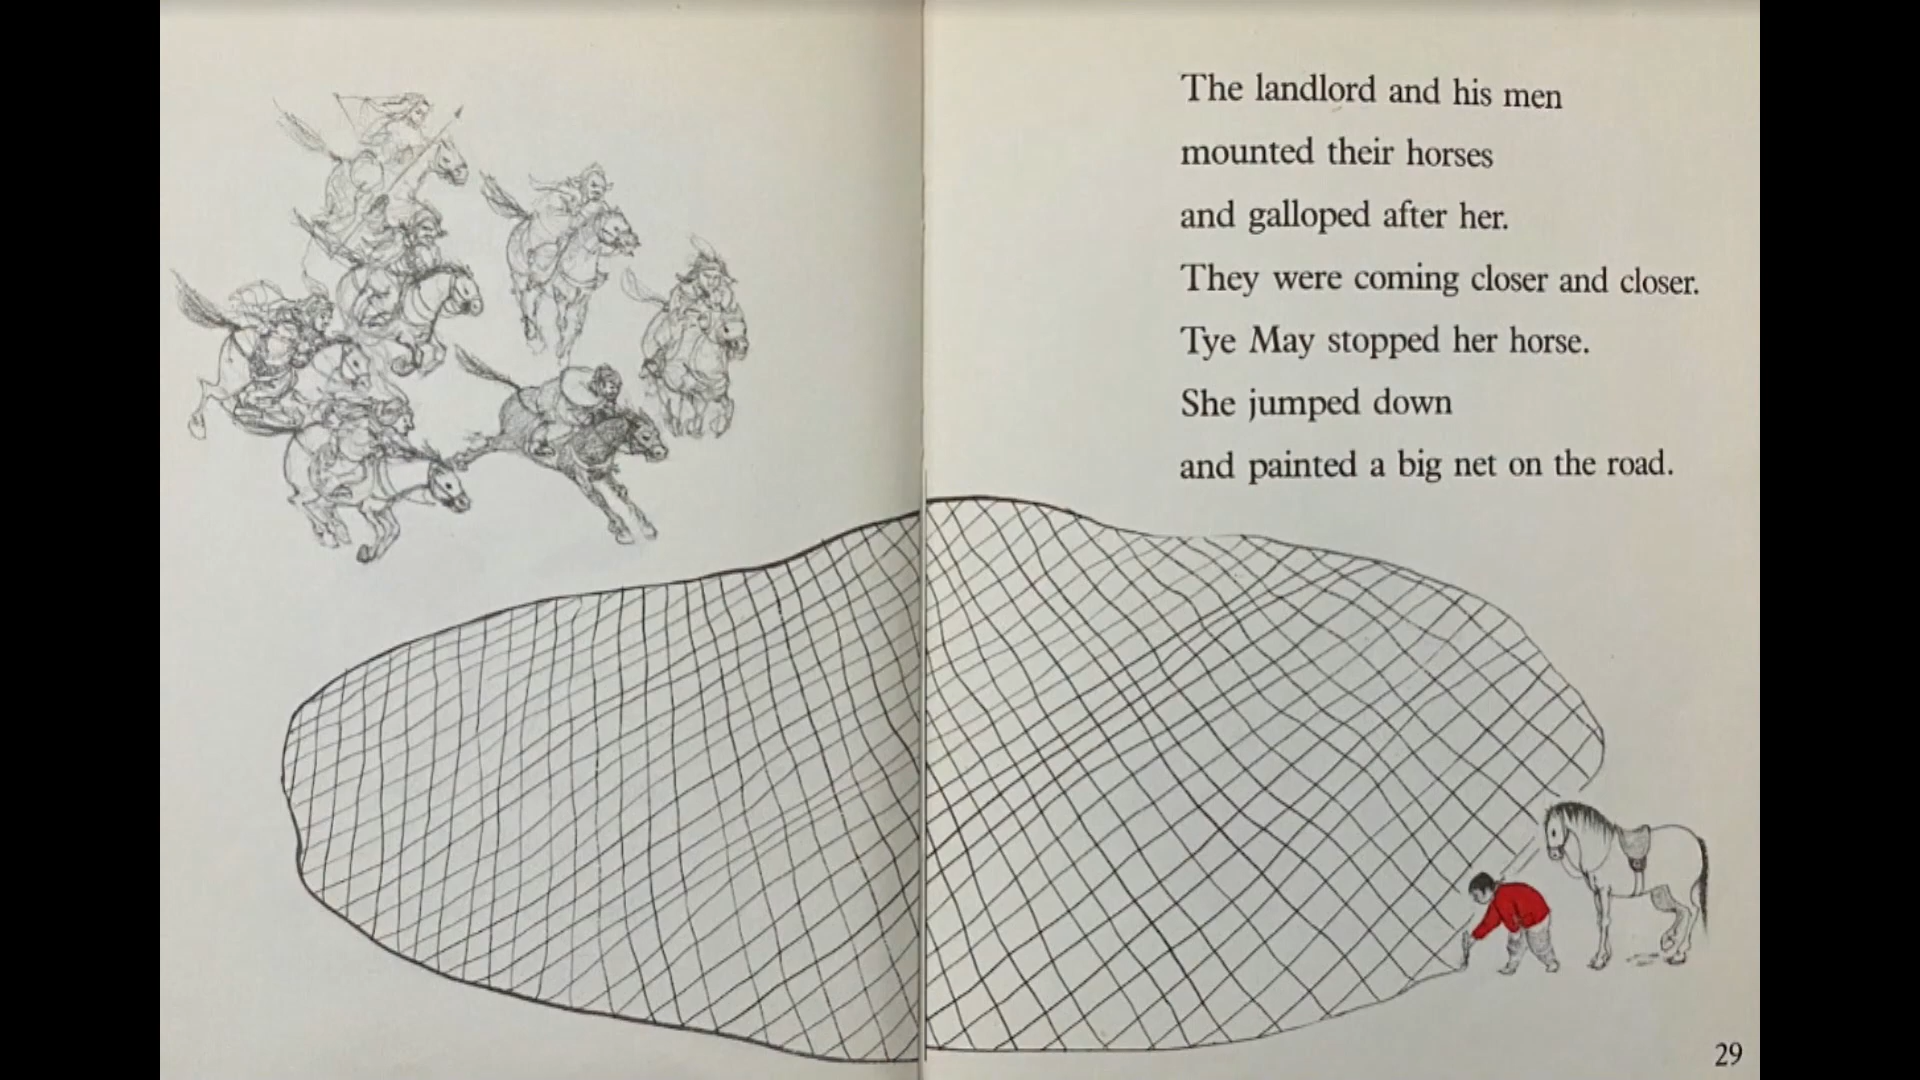 The landlord and his men
mounted their horses
and galloped after her.
They were coming closer and closer.
Tye May stopped her horse.
She jumped down
and painted a big net on the road.
29